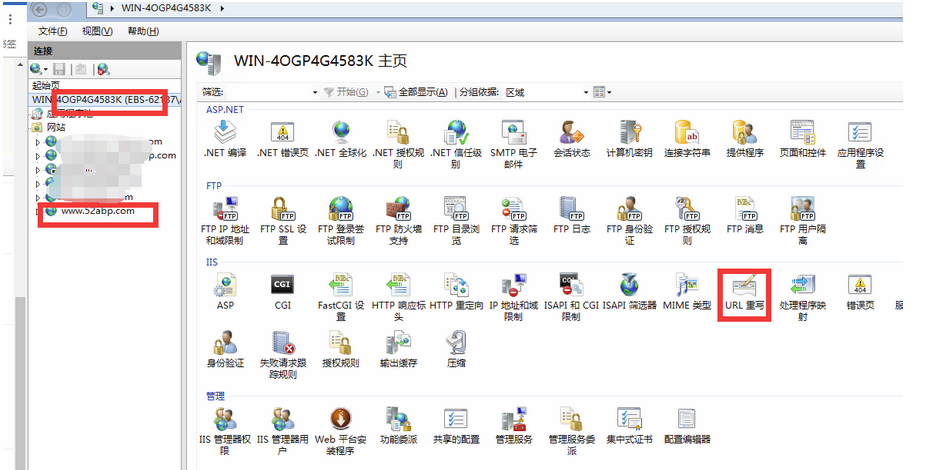 WIN-4OGP4G4583K
文件(F) 视图(V) 帮助(H)
连接
WIN-4OGP4G4583K 主页
筛选: 开始(G) 全部显示(A) 分组依据: 区域
起始页
WIN-4OGP4G4583K (EBS-62137\A
网站
om
p.com
www.52abp.com
ASP.NET
.NET 编译 .NET 错误页 .NET 全球化 .NET 授权规则 .NET 信任级别 SMTP 电子邮件 会话状态 计算机密钥 连接字符串 提供程序 页面和控件 应用程序设置
FTP
FTP IP 地址和域限制 FTP SSL 设置 FTP 登录尝试限制 FTP 防火墙支持 FTP 目录浏览 FTP 请求筛选 FTP 日志 FTP 身份验证 FTP 授权规则 FTP 消息 FTP 用户隔离
IIS
ASP CGI FastCGI 设置 HTTP 响应标头 HTTP 重定向 IP 地址和域限制 ISAPI 和 CGI 限制 ISAPI 筛选器 MIME 类型 URL 重写 处理程序映射 错误页 服
身份验证 失败请求跟踪规则 授权规则 输出缓存 压缩
管理
IIS 管理器权限 IIS 管理器用户 Web 平台安装程序 功能委派 共享的配置 管理服务 管理服务委派 集中式证书 配置编辑器